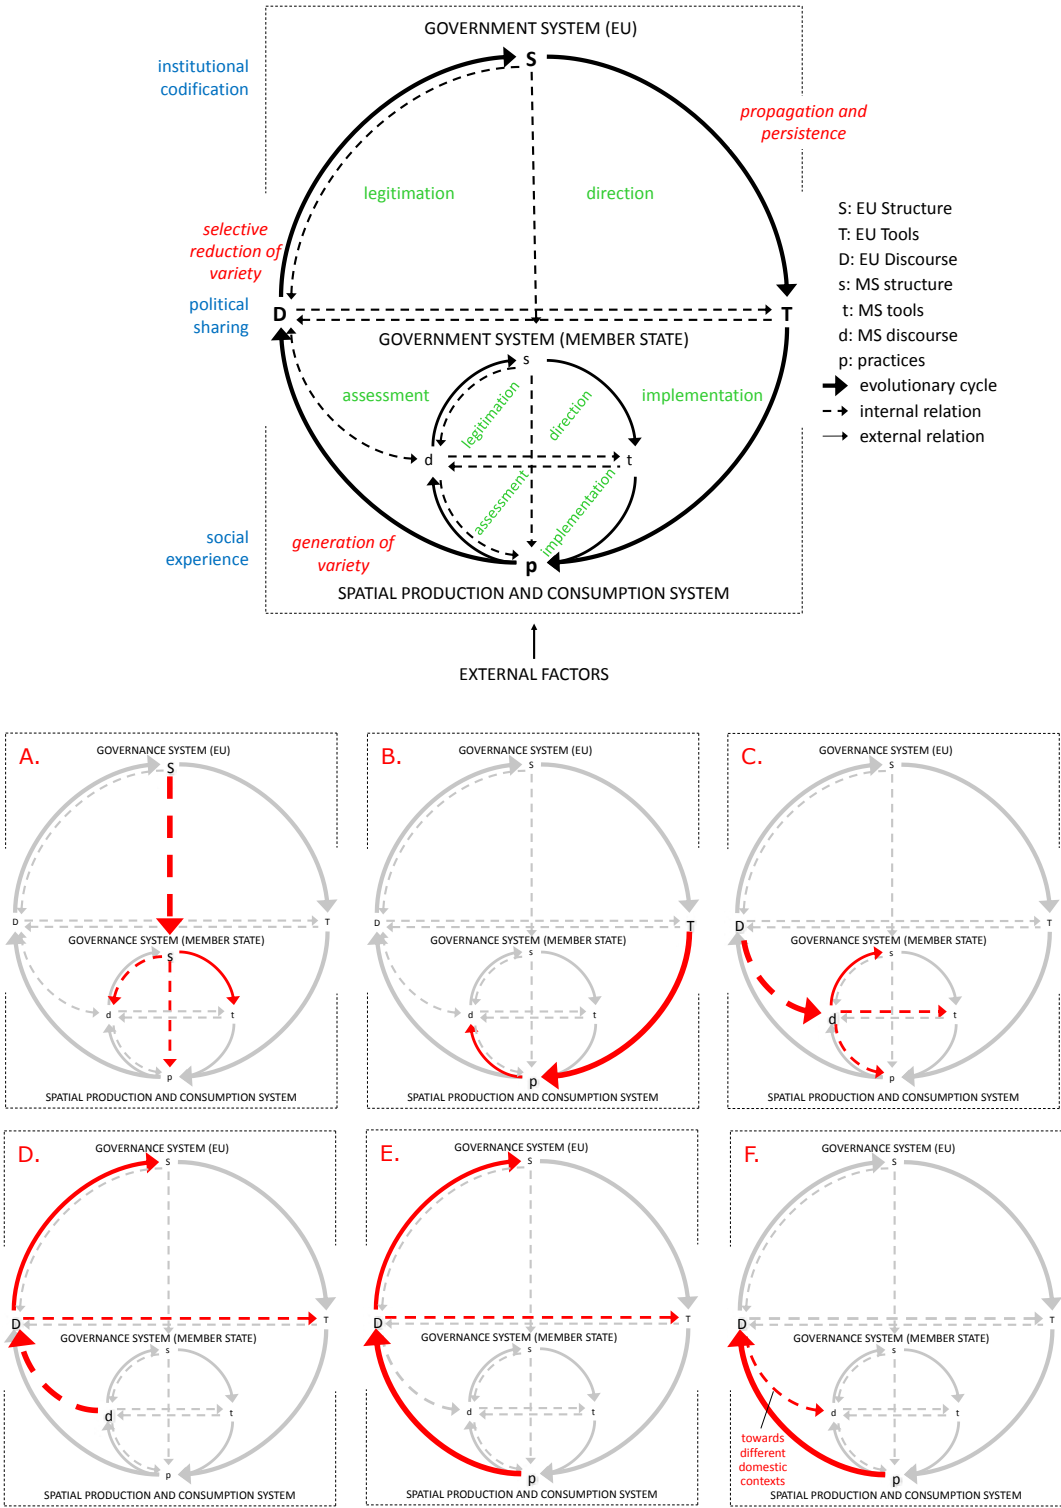 GOVERNMENT SYSTEM (EU)
S
institutional
codification
propagation and
persistence
legitimation
direction
selective
reduction of
variety
political
sharing
D
T
S: EU Structure
T: EU Tools
D: EU Discourse
s: MS structure
t: MS tools
d: MS discourse
p: practices
evolutionary cycle
internal relation
external relation
GOVERNMENT SYSTEM (MEMBER STATE)
s
assessment
implementation
legitimation
direction
d
t
assessment
implementation
social
experience
generation of
variety
p
SPATIAL PRODUCTION AND CONSUMPTION SYSTEM
EXTERNAL FACTORS
A.
GOVERNANCE SYSTEM (EU)
S
D
T
GOVERNANCE SYSTEM (MEMBER STATE)
s
d
t
p
SPATIAL PRODUCTION AND CONSUMPTION SYSTEM
B.
GOVERNANCE SYSTEM (EU)
S
T
GOVERNANCE SYSTEM (MEMBER STATE)
s
d
t
p
SPATIAL PRODUCTION AND CONSUMPTION SYSTEM
C.
GOVERNANCE SYSTEM (EU)
S
D
T
GOVERNANCE SYSTEM (MEMBER STATE)
s
d
t
p
SPATIAL PRODUCTION AND CONSUMPTION SYSTEM
D.
GOVERNANCE SYSTEM (EU)
S
D
T
GOVERNANCE SYSTEM (MEMBER STATE)
s
d
t
p
SPATIAL PRODUCTION AND CONSUMPTION SYSTEM
E.
GOVERNANCE SYSTEM (EU)
S
D
T
GOVERNANCE SYSTEM (MEMBER STATE)
s
d
t
p
SPATIAL PRODUCTION AND CONSUMPTION SYSTEM
F.
GOVERNANCE SYSTEM (EU)
S
D
T
GOVERNANCE SYSTEM (MEMBER STATE)
s
d
t
towards
different
domestic
contexts
p
SPATIAL PRODUCTION AND CONSUMPTION SYSTEM